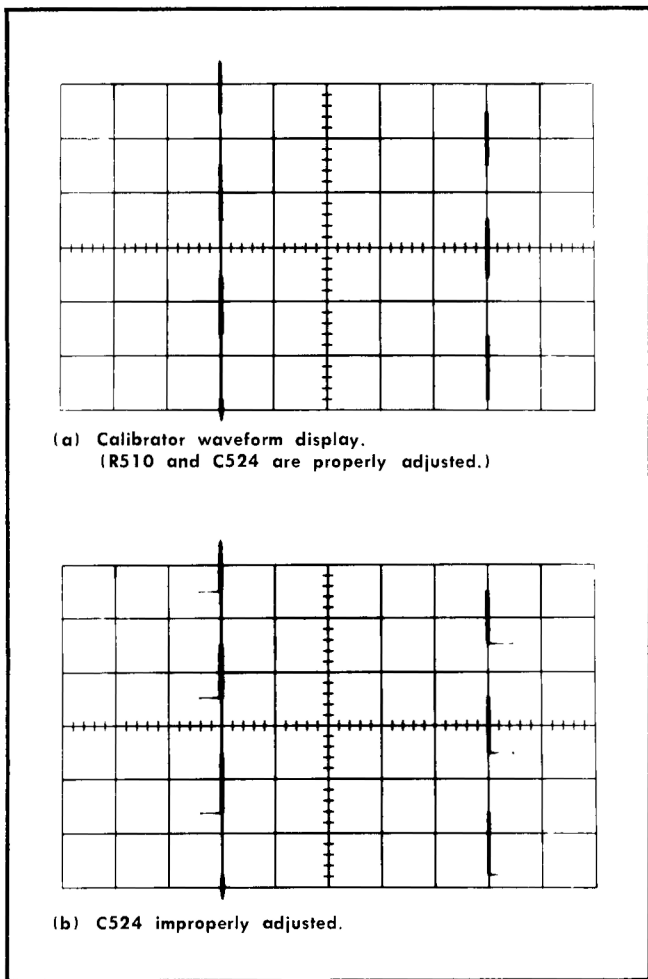 (a) Calibrator waveform display.
(R510 and C524 are properly adjusted.)
(b) C524 improperly adjusted.